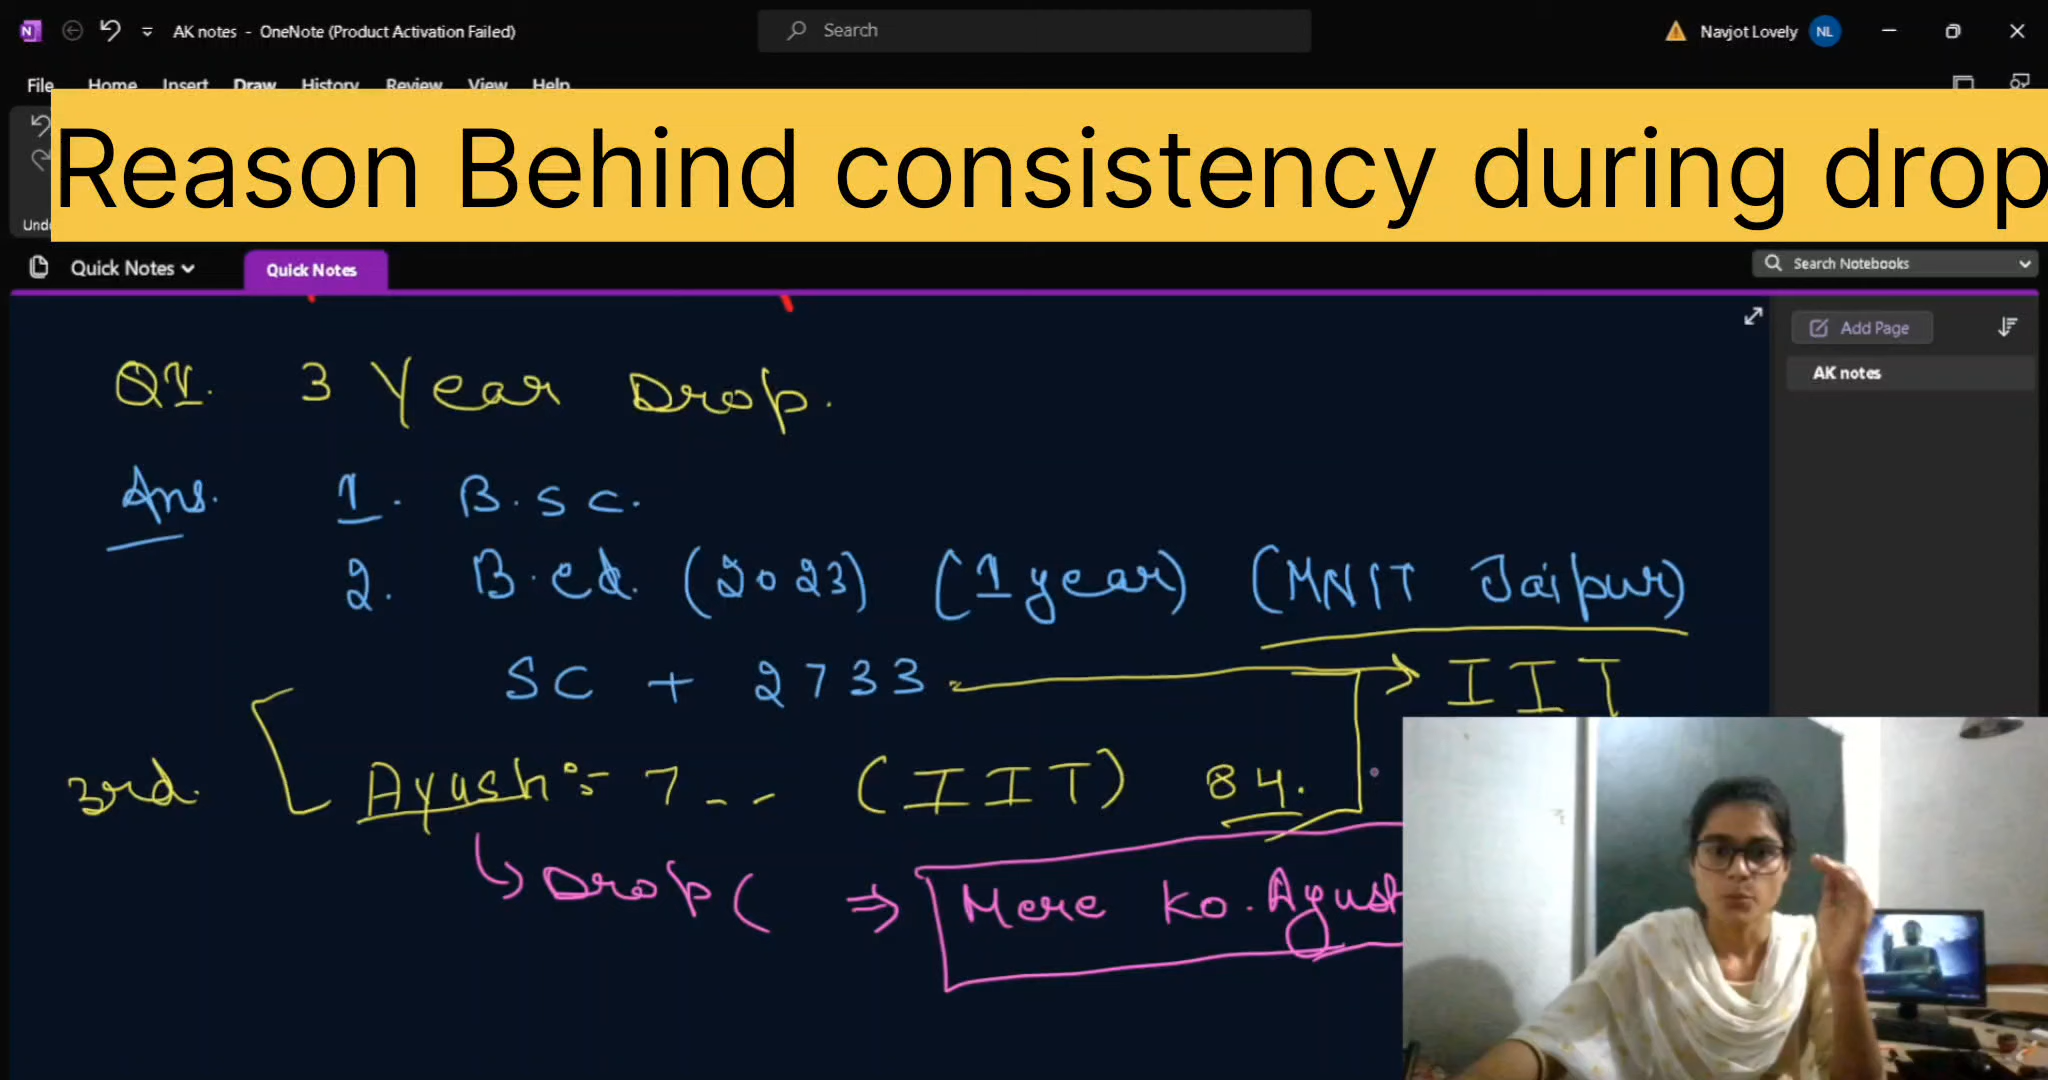 AK notes - OneNote (Product Activation Failed)
Search
Navjot Lovely
NL
File Home Insert Draw History Review View Help
Reason Behind consistency during drop
Undo
Quick Notes
Quick Notes
Search Notebooks
Add Page
AK notes
Q1. 3 Year Drop.
Ans. 1. B.Sc.
2. B.ed. (2023) (1 year) (MNIT Jaipur)
SC + 2733 → IIT
3rd. Ayush :- 7 - - (IIT) 84.
↳ Drop ( ⇒ Mere Ko. Ayush